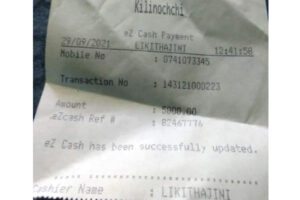 Kilinochchi
eZ Cash Payment
29/09/2021 LIKITHAJINI 12:41:58
Mobile No : 0741073345
Transaction No : 143121000223
Amount : 5000.00
eZcash Ref # : 82467776
eZ Cash has been successfully updated.
Cashier Name : LIKITHAJINI